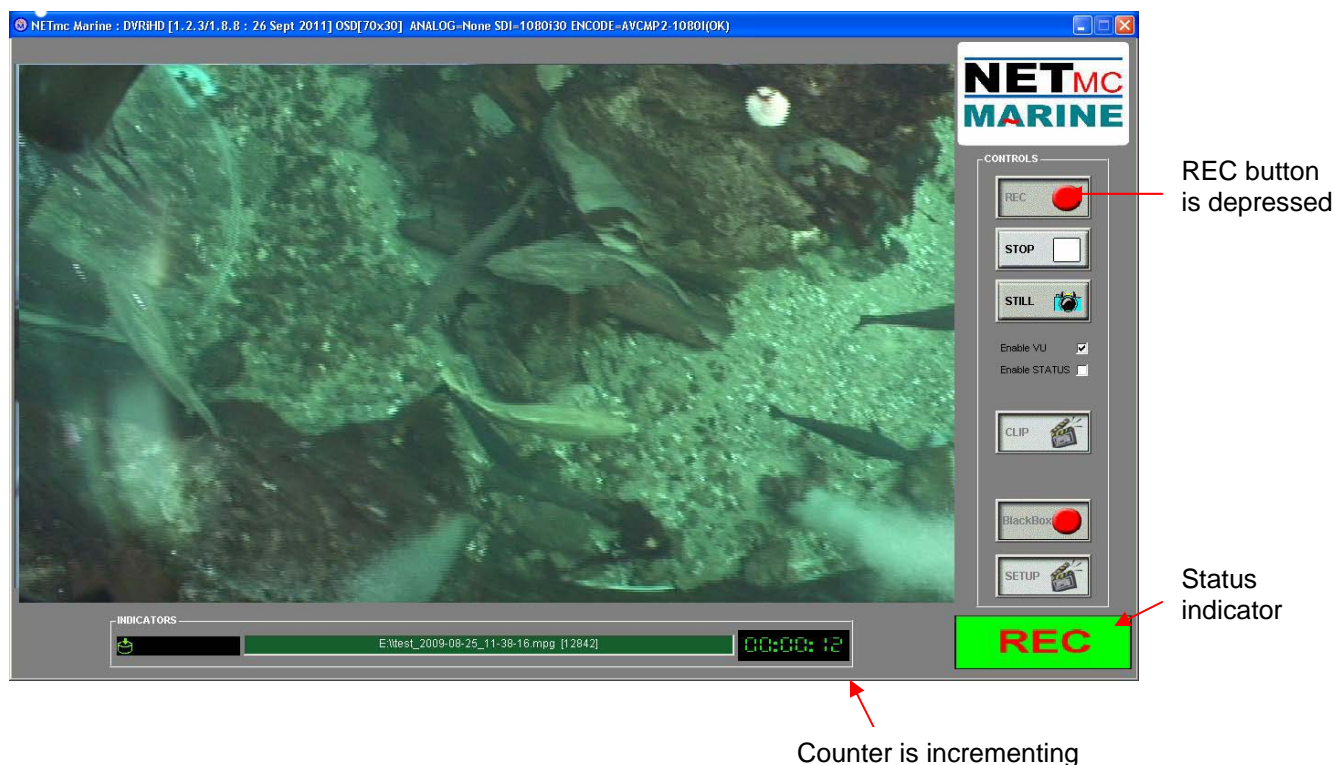 NETmc Marine : DVRiHD [1.2.3/1.8.8 : 26 Sept 2011] OSD[70x30] ANALOG=None SDI=1080i30 ENCODE=AVCMP2-1080I(OK)
NETMC
MARINE
CONTROLS
REC
STOP
STILL
Enable VU
Enable STATUS
CLIP
BlackBox
SETUP
REC button
is depressed
Status
indicator
INDICATORS
E:\\test_2009-08-25_11-38-16.mpg [12842]
00:00:12
REC
Counter is incrementing